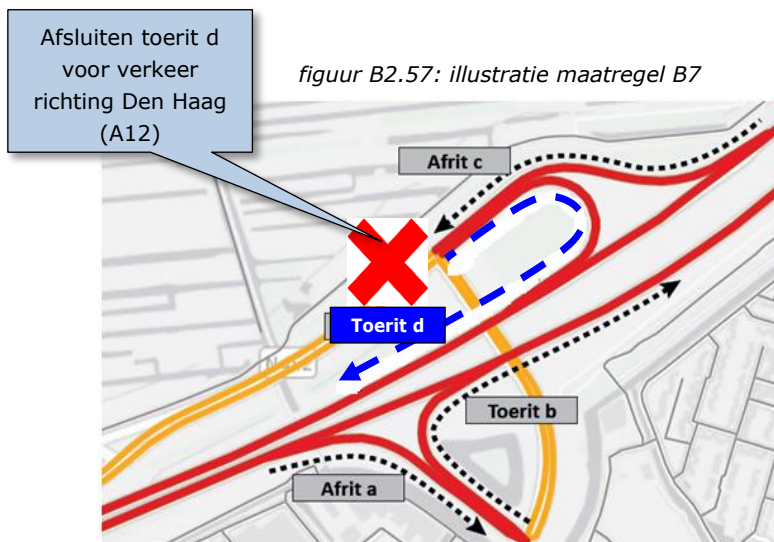 Afsluiten toerit d
voor verkeer
richting Den Haag
(A12)
figuur B2.57: illustratie maatregel B7
Afrit c
Toerit d
Toerit b
Afrit a